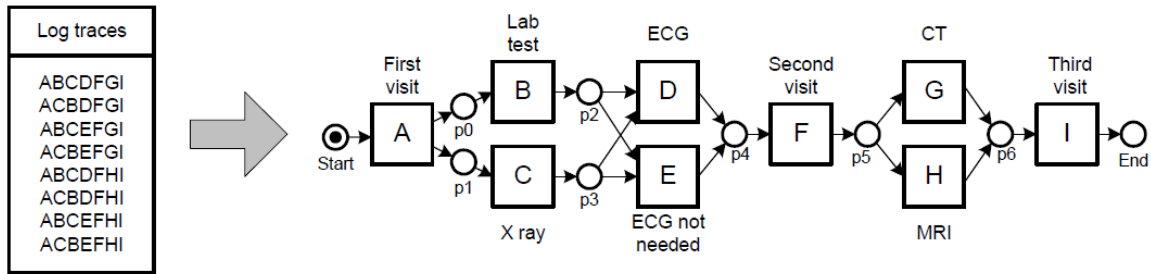 Log traces
ABCDFGI
ACBDFGI
ABCEFGI
ACBEFGI
ABCDFHI
ACBDFHI
ABCEFHI
ACBEFHI
Start
First
visit
A
p0
p1
Lab
test
B
C
X ray
p2
p3
ECG
D
E
ECG not
needed
p4
Second
visit
F
p5
CT
G
H
MRI
p6
Third
visit
I
End